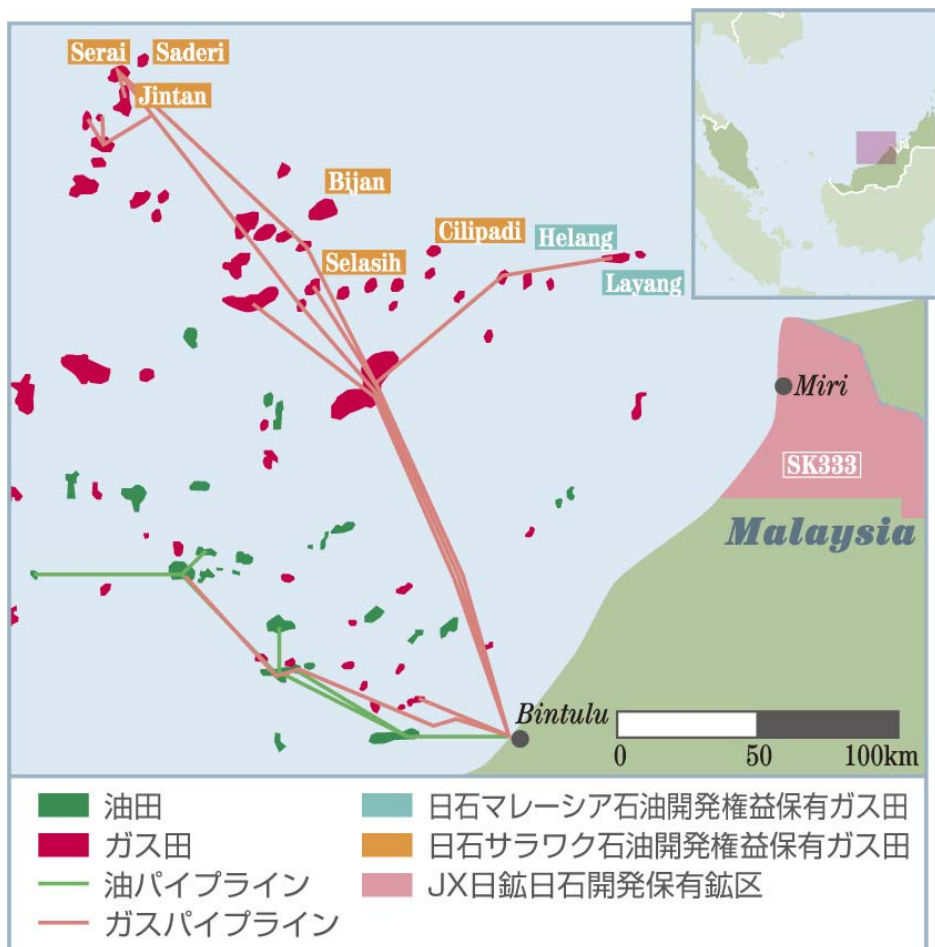 Serai
Saderi
Jintan
Bijan
Cilipadi
Helang
Selasih
Layang
Miri
SK333
Malaysia
Bintulu
0 50 100km
油田
ガス田
油パイプライン
ガスパイプライン
日石マレーシア石油開発権益保有ガス田
日石サラワク石油開発権益保有ガス田
JX日鉱日石開発保有鉱区